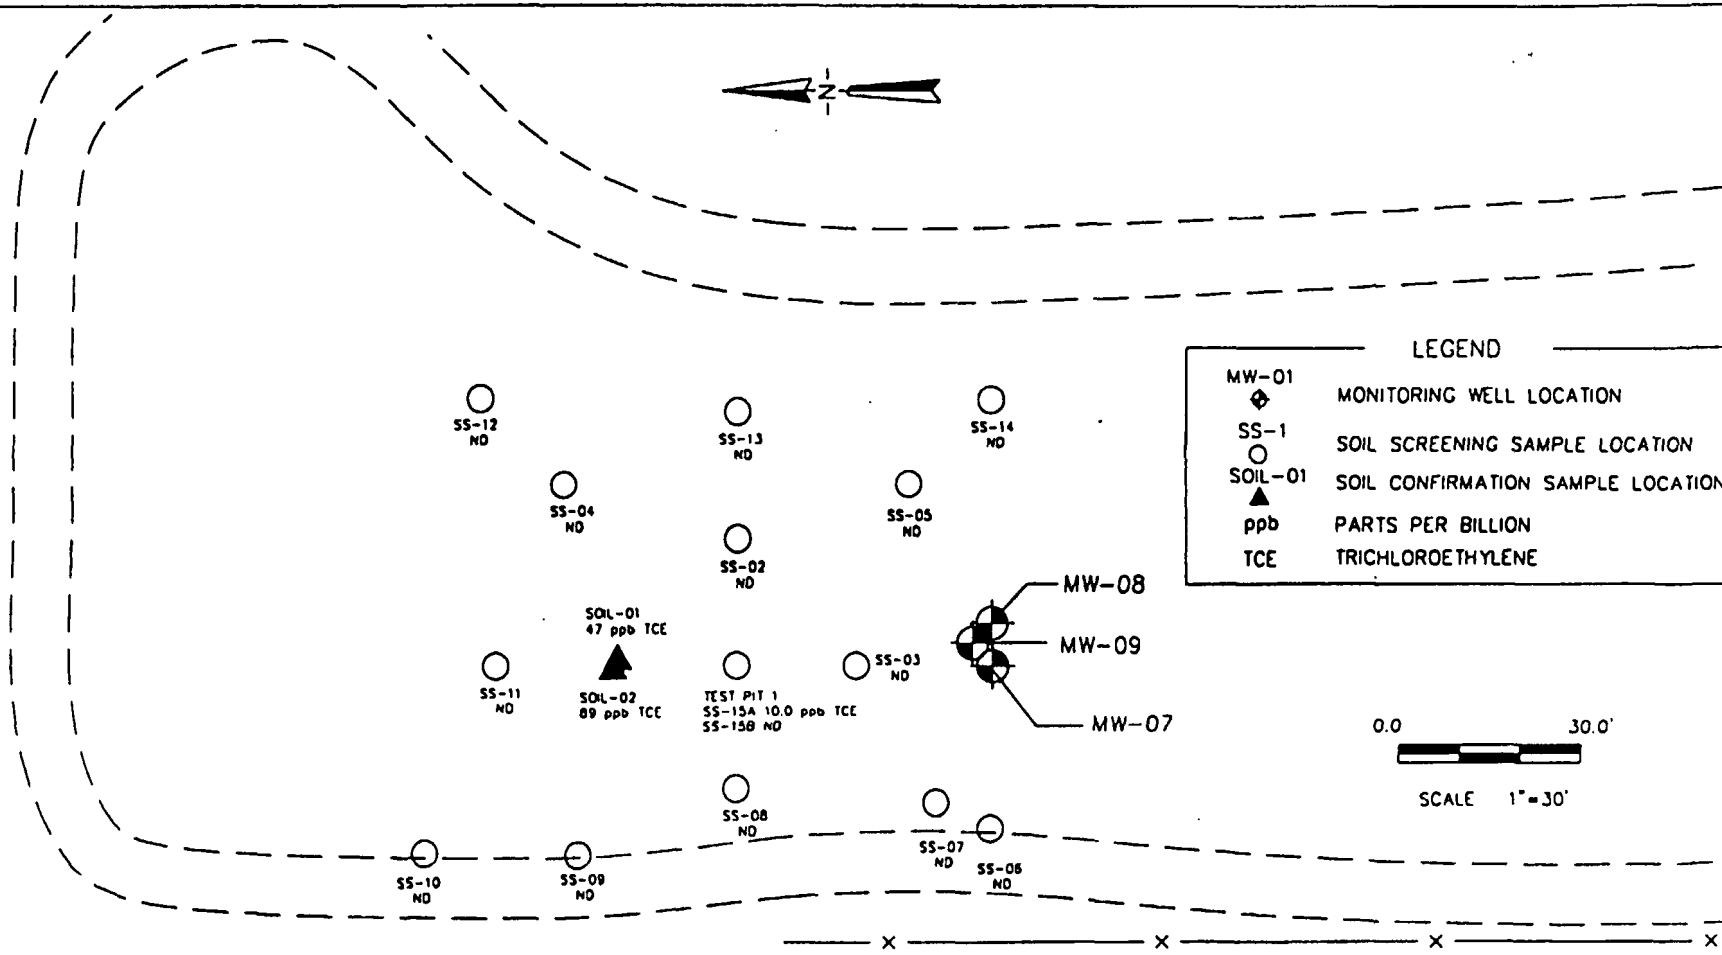 N
LEGEND
MW-01
MONITORING WELL LOCATION
SS-1
SOIL SCREENING SAMPLE LOCATION
SOIL-01
SOIL CONFIRMATION SAMPLE LOCATION
ppb PARTS PER BILLION
TCE TRICHLOROETHYLENE
SS-12
ND
SS-13
ND
SS-14
ND
SS-04
ND
SS-05
ND
SS-02
ND
MW-08
MW-09
MW-07
SOIL-01
47 ppb TCE
SS-03
ND
SS-11
ND
SOIL-02
89 ppb TCE
TEST PIT 1
SS-15A 10.0 ppb TCE
SS-15B ND
0.0 30.0'
SCALE 1"=30'
SS-08
ND
SS-07
ND
SS-06
ND
SS-10
ND
SS-09
ND